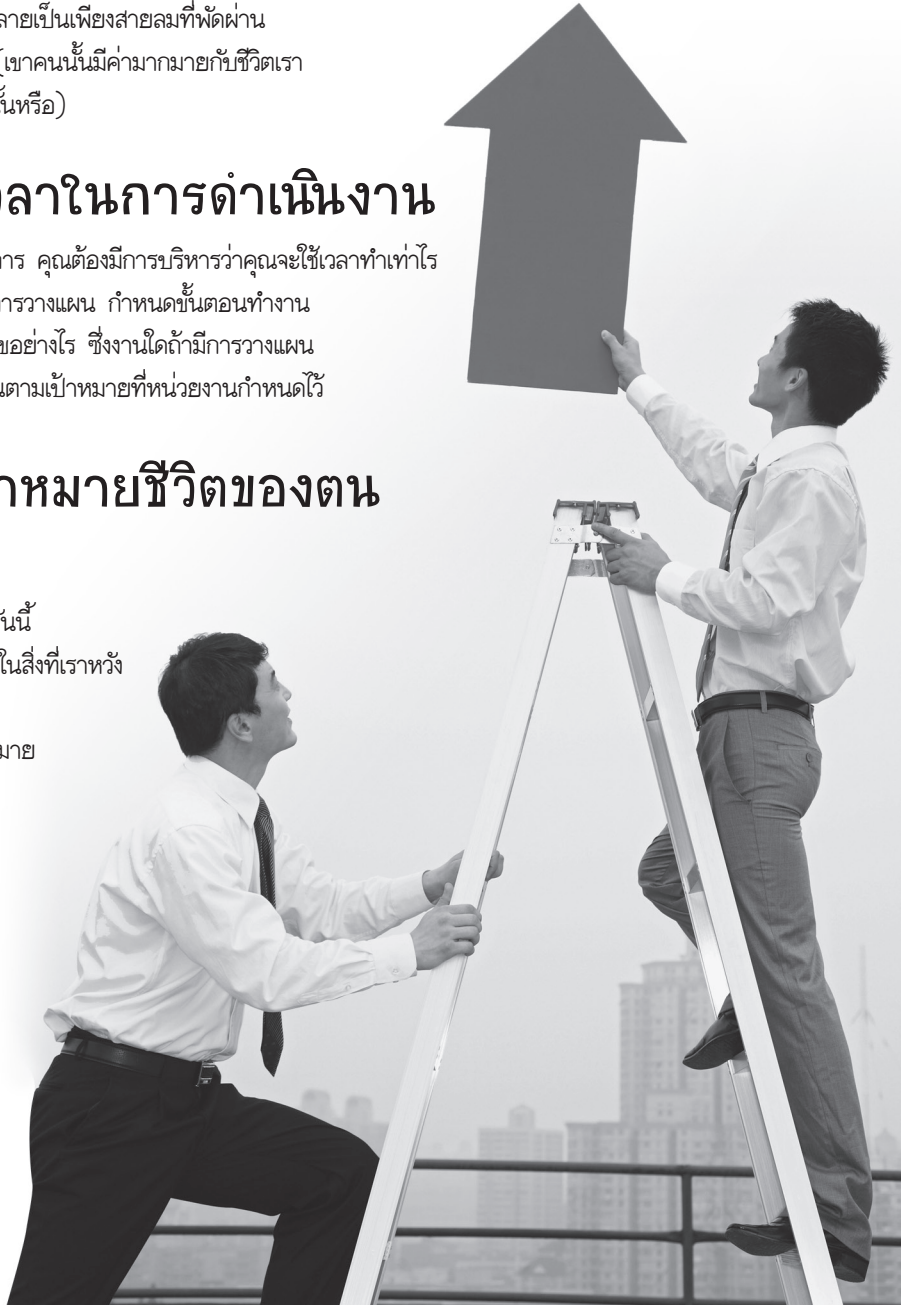 ลายเป็นเพียงสายลมที่พัดผ่าน
(เขาคนนั้นมีค่ามากมายกับชีวิตเรา
นั้นหรือ)
วลาในการดำเนินงาน
การ คุณต้องมีการบริหารว่าคุณจะใช้เวลาทำเท่าไร
การวางแผน กำหนดขั้นตอนทำงาน
ขอย่างไร ซึ่งงานใดถ้ามีการวางแผน
นตามเป้าหมายที่หน่วยงานกำหนดไว้
าหมายชีวิตของตน
ันนี้
ในสิ่งที่เราหวัง
มาย